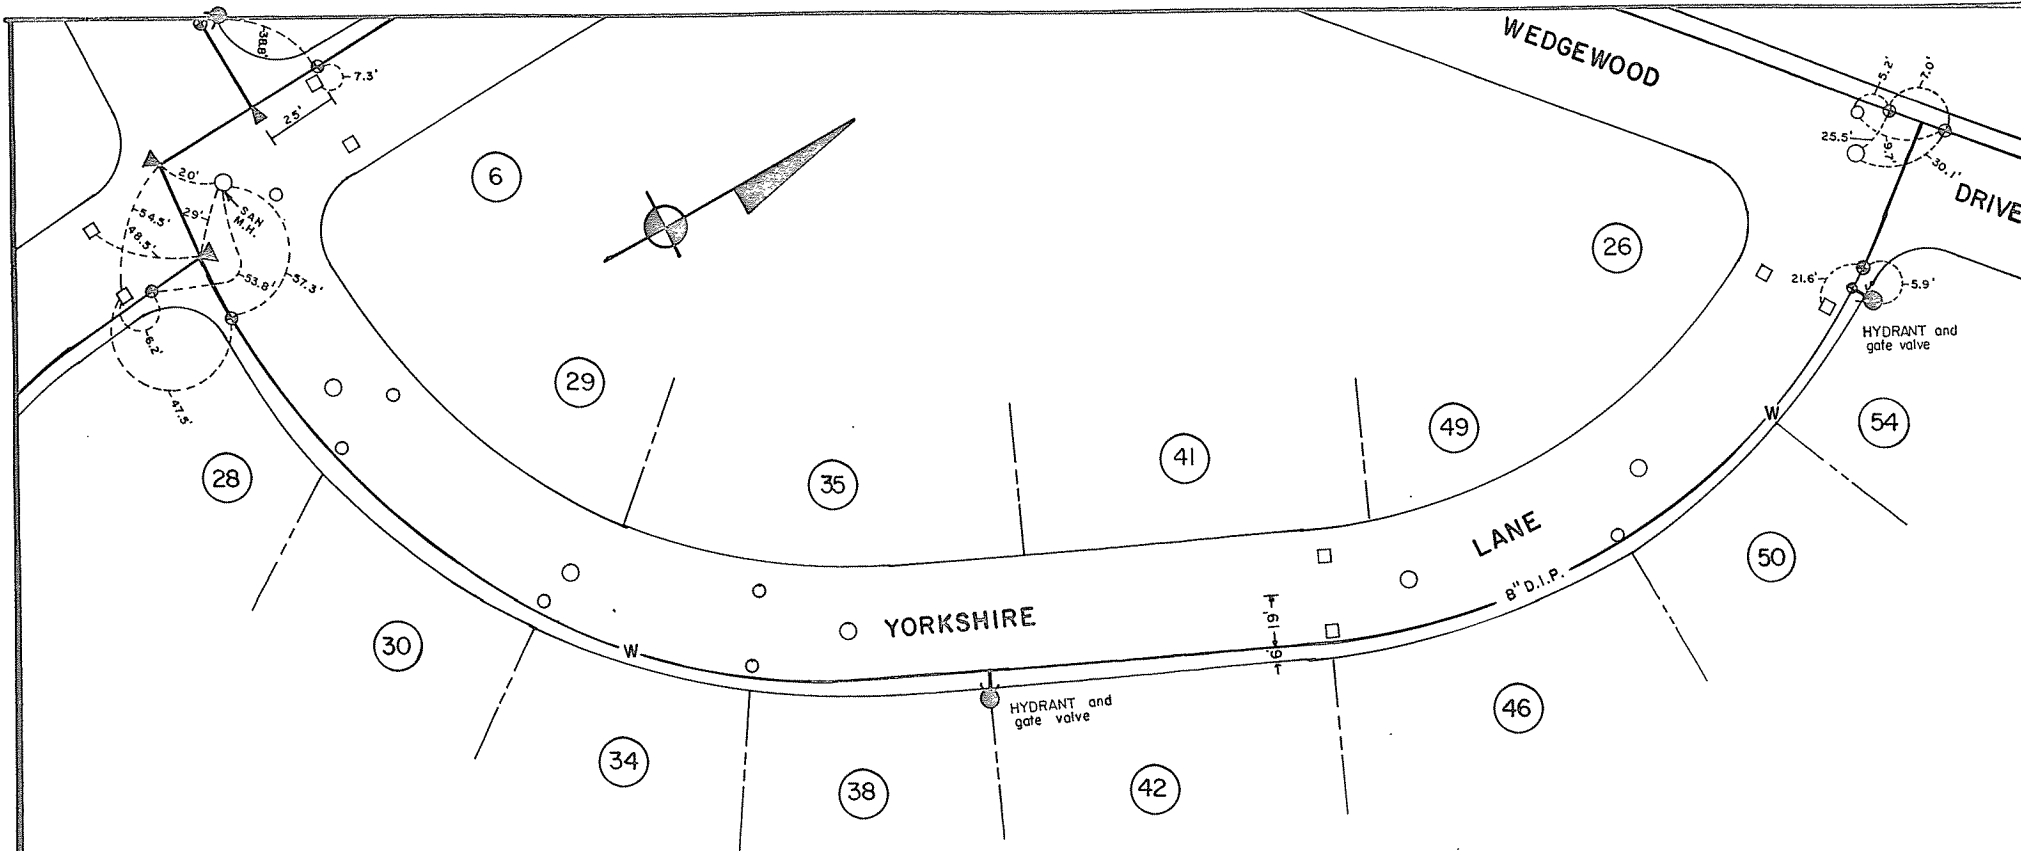 WEDGEWOOD
DRIVE
38.8'
7.3'
25'
20'
SAN
M.H.
54.5'
29'
48.5'
53.8'
57.3'
6.2'
47.5'
5.2'
7.0'
25.5'
9.7'
30.1'
21.6'
5.9'
HYDRANT and
gate valve
6
26
29
35
41
49
54
28
30
34
38
42
46
50
W
W
YORKSHIRE
LANE
8" D.I.P.
19'
6'
HYDRANT and
gate valve